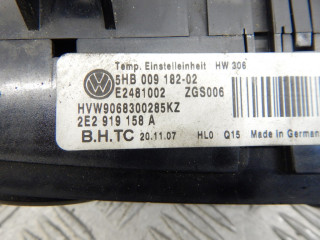 Temp. Einstelleinheit HW 306
5HB 009 182-02
E2481002 ZGS006
HVW9068300285KZ
2E2 919 158 A
B.H.TC 20.11.07 HL0 Q15 Made in Germany